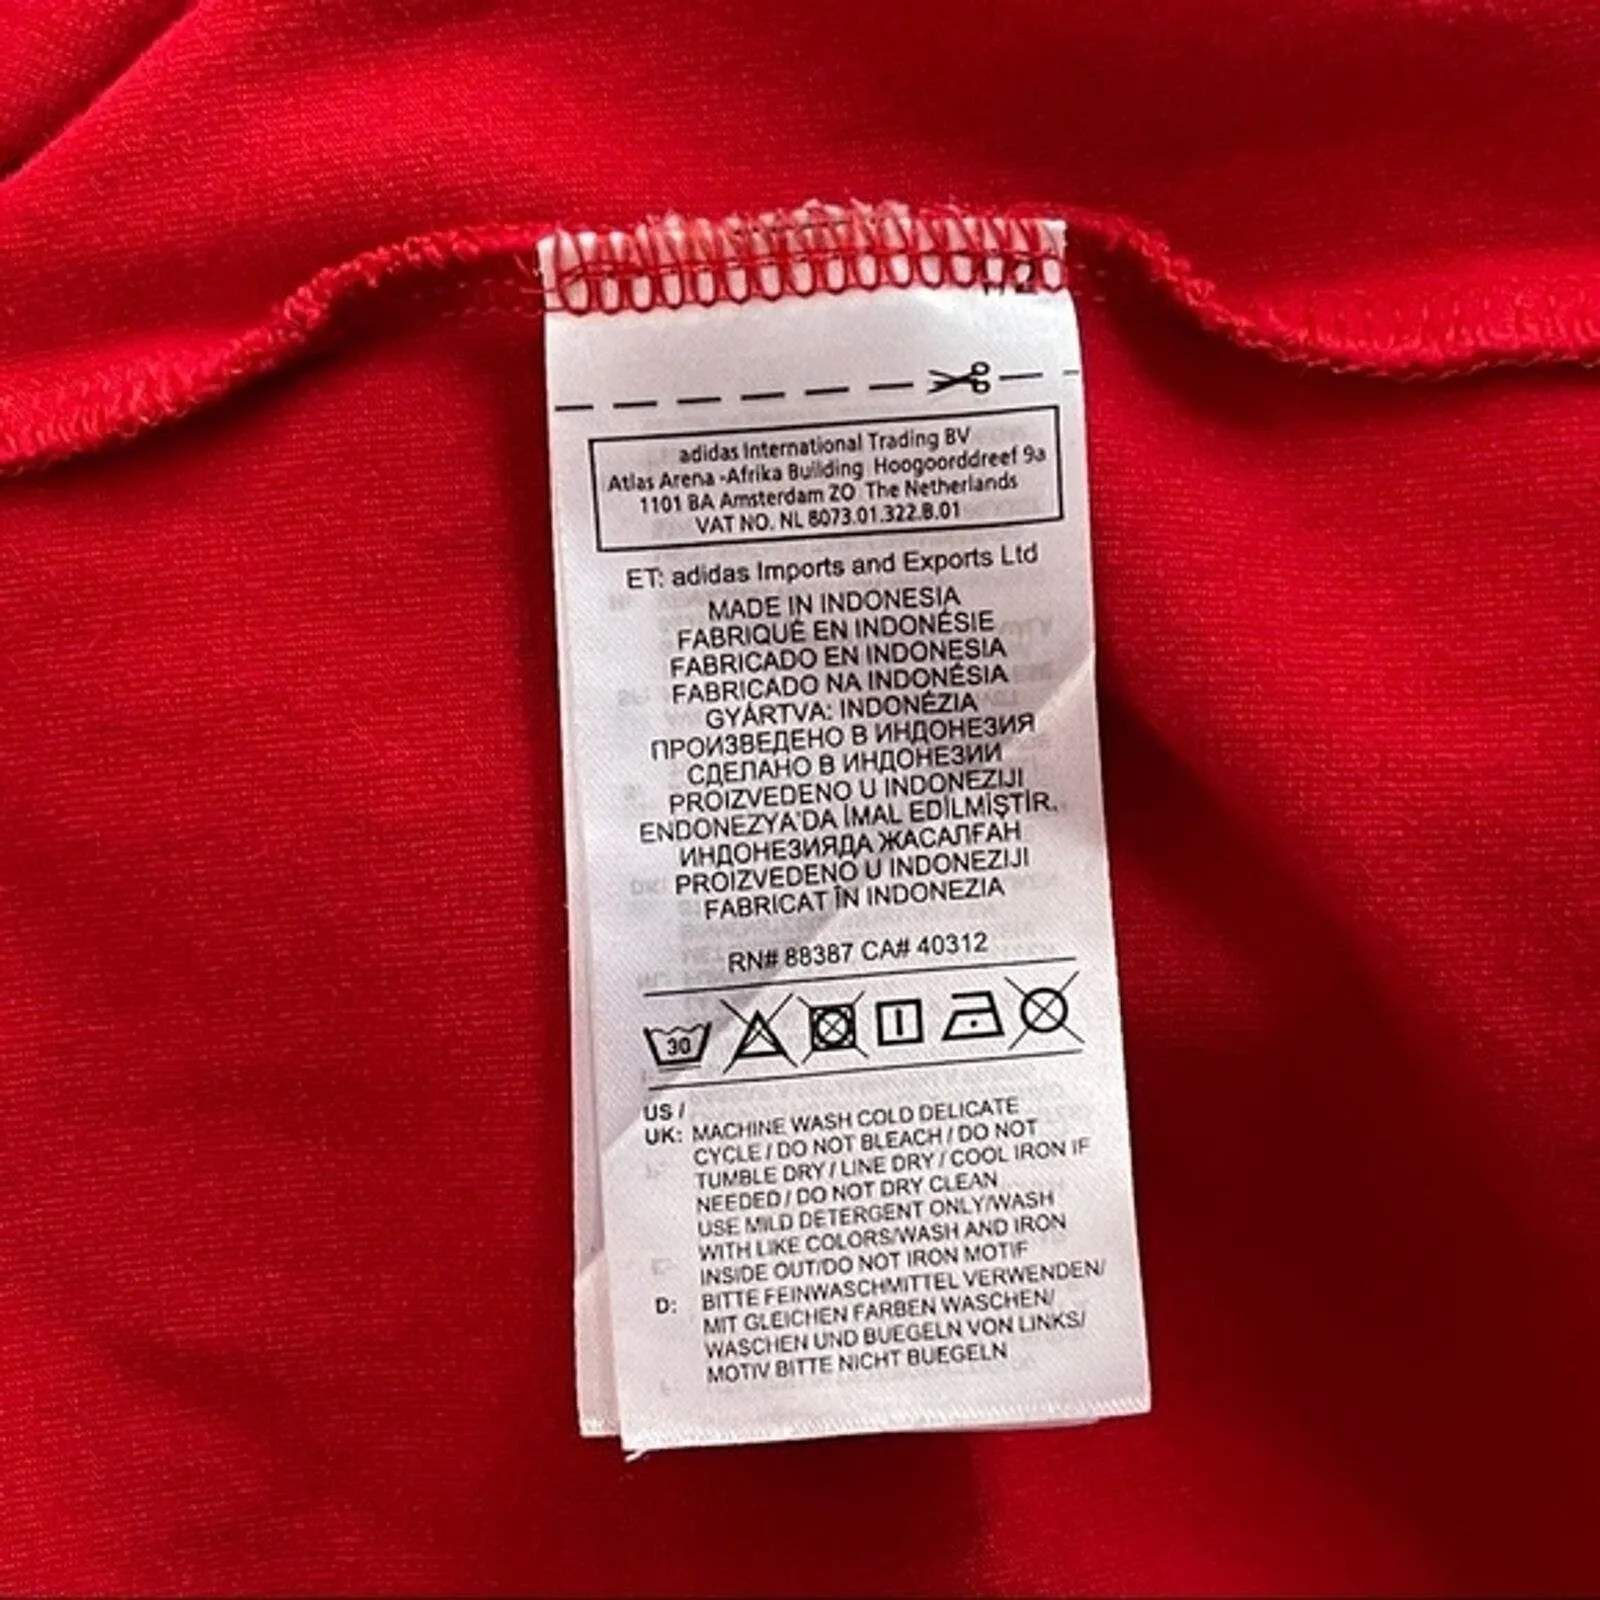 1/2
adidas International Trading BV
Atlas Arena -Afrika Building Hoogoorddreef 9a
1101 BA Amsterdam ZO The Netherlands
VAT NO. NL 8073.01.322.B.01
ET: adidas Imports and Exports Ltd
MADE IN INDONESIA
FABRIQUÉ EN INDONÉSIE
FABRICADO EN INDONESIA
FABRICADO NA INDONÉSIA
GYÁRTVA: INDONÉZIA
ПРОИЗВЕДЕНО В ИНДОНЕЗИЯ
СДЕЛАНО В ИНДОНЕЗИИ
PROIZVEDENO U INDONEZIJI
ENDONEZYA'DA İMAL EDİLMİŞTİR.
ИНДОНЕЗИЯДА ЖАСАЛҒАН
PROIZVEDENO U INDONEZIJI
FABRICAT ÎN INDONEZIA
RN# 88387 CA# 40312
30
US /
UK: MACHINE WASH COLD DELICATE
CYCLE / DO NOT BLEACH / DO NOT
TUMBLE DRY / LINE DRY / COOL IRON IF
NEEDED / DO NOT DRY CLEAN
USE MILD DETERGENT ONLY/WASH
WITH LIKE COLORS/WASH AND IRON
INSIDE OUT/DO NOT IRON MOTIF
D: BITTE FEINWASCHMITTEL VERWENDEN/
MIT GLEICHEN FARBEN WASCHEN/
WASCHEN UND BUEGELN VON LINKS/
MOTIV BITTE NICHT BUEGELN